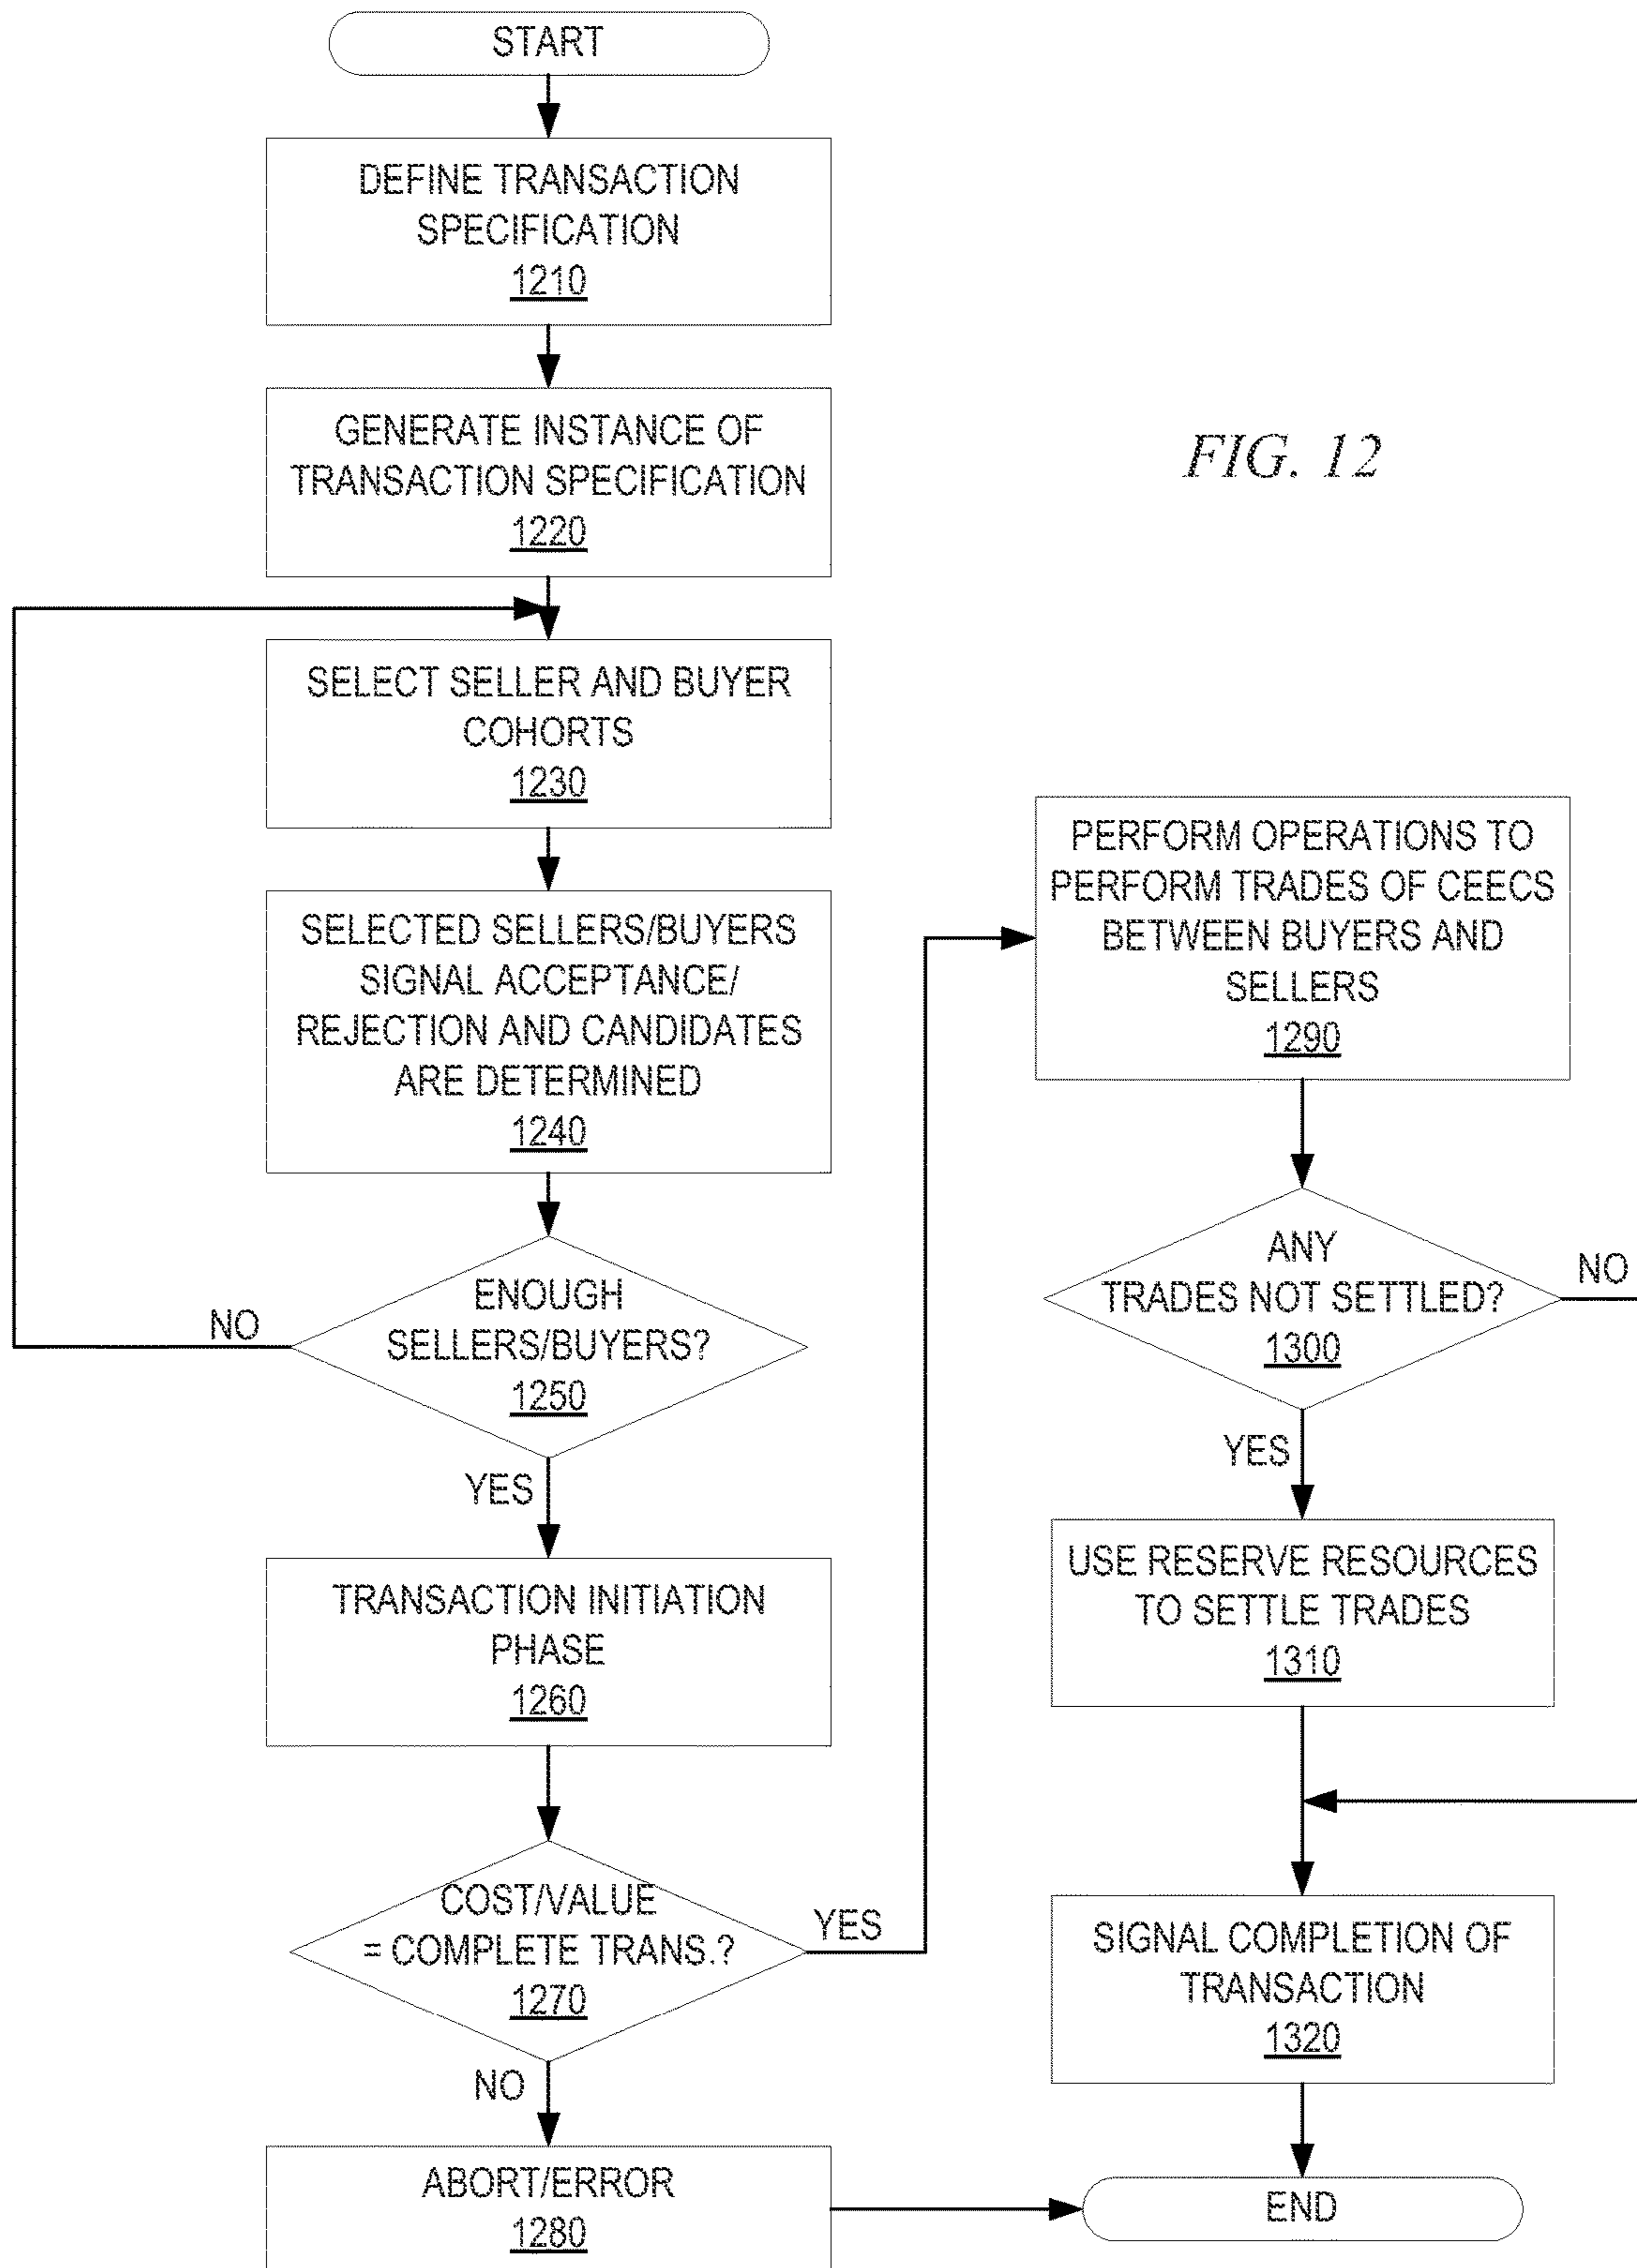 START
DEFINE TRANSACTION
SPECIFICATION
1210
GENERATE INSTANCE OF
TRANSACTION SPECIFICATION
1220
FIG. 12
SELECT SELLER AND BUYER
COHORTS
1230
SELECTED SELLERS/BUYERS
SIGNAL ACCEPTANCE/
REJECTION AND CANDIDATES
ARE DETERMINED
1240
ENOUGH
SELLERS/BUYERS?
1250
NO
YES
TRANSACTION INITIATION
PHASE
1260
COST/VALUE
= COMPLETE TRANS.?
1270
YES
NO
ABORT/ERROR
1280
PERFORM OPERATIONS TO
PERFORM TRADES OF CEECS
BETWEEN BUYERS AND
SELLERS
1290
ANY
TRADES NOT SETTLED?
1300
NO
YES
USE RESERVE RESOURCES
TO SETTLE TRADES
1310
SIGNAL COMPLETION OF
TRANSACTION
1320
END